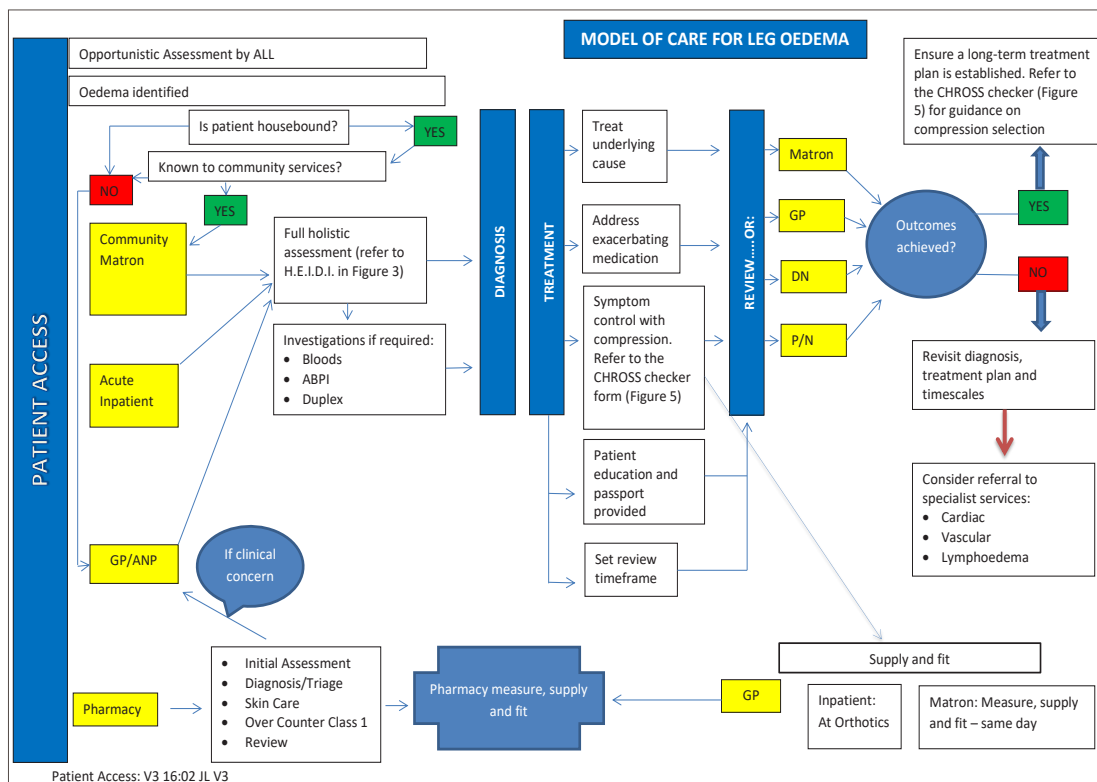 MODEL OF CARE FOR LEG OEDEMA
PATIENT ACCESS
Opportunistic Assessment by ALL
Oedema identified
Is patient housebound?
YES
Known to community services?
NO
YES
Community
Matron
Acute
Inpatient
GP/ANP
If clinical
concern
Pharmacy
Full holistic
assessment (refer to
H.E.I.D.I. in Figure 3)
Investigations if required:
• Bloods
• ABPI
• Duplex
• Initial Assessment
• Diagnosis/Triage
• Skin Care
• Over Counter Class 1
• Review
Pharmacy measure, supply
and fit
DIAGNOSIS
TREATMENT
Treat
underlying
cause
Address
exacerbating
medication
Symptom
control with
compression.
Refer to the
CHROSS checker
form (Figure 5)
Patient
education and
passport
provided
Set review
timeframe
REVIEW.....OR:
Matron
GP
DN
P/N
Outcomes
achieved?
YES
NO
Ensure a long-term treatment
plan is established. Refer to
the CHROSS checker (Figure
5) for guidance on
compression selection
Revisit diagnosis,
treatment plan and
timescales
Consider referral to
specialist services:
• Cardiac
• Vascular
• Lymphoedema
Supply and fit
GP
Inpatient:
At Orthotics
Matron: Measure, supply
and fit – same day
Patient Access: V3 16:02 JL V3